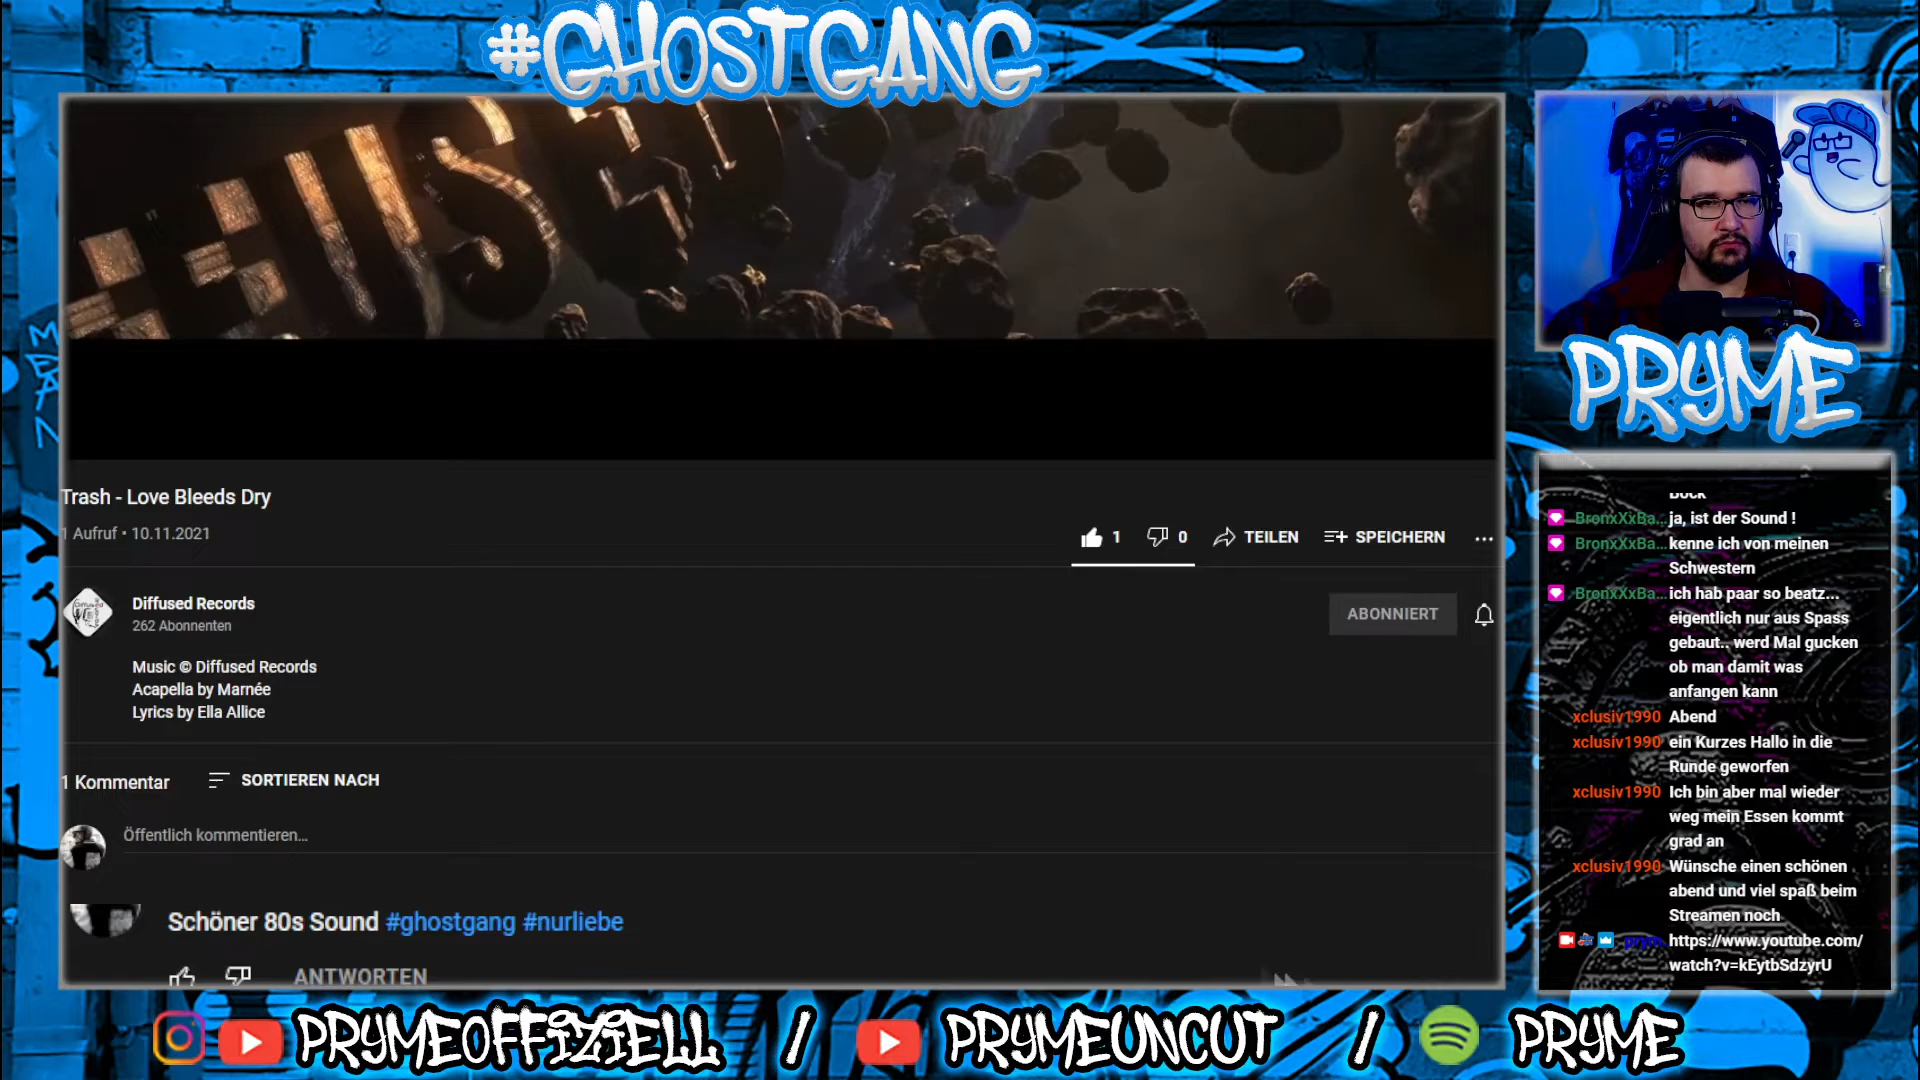 #GHOSTGANG
Trash - Love Bleeds Dry
1 Aufruf • 10.11.2021
1
0
TEILEN
SPEICHERN
Diffused Records
262 Abonnenten
ABONNIERT
Music © Diffused Records
Acapella by Marnée
Lyrics by Ella Allice
1 Kommentar
SORTIEREN NACH
Öffentlich kommentieren...
Schöner 80s Sound #ghostgang #nurliebe
ANTWORTEN
PRYME
Bock
BronxXxBa... ja, ist der Sound !
BronxXxBa... kenne ich von meinen
Schwestern
BronxXxBa... ich hab paar so beatz...
eigentlich nur aus Spass
gebaut.. werd Mal gucken
ob man damit was
anfangen kann
xclusiv1990 Abend
xclusiv1990 ein Kurzes Hallo in die
Runde geworfen
xclusiv1990 Ich bin aber mal wieder
weg mein Essen kommt
grad an
xclusiv1990 Wünsche einen schönen
abend und viel spaß beim
Streamen noch
prym... https://www.youtube.com/
watch?v=kEytbSdzyrU
PRYMEOFFIZIELL / PRYMEUNCUT / PRYME